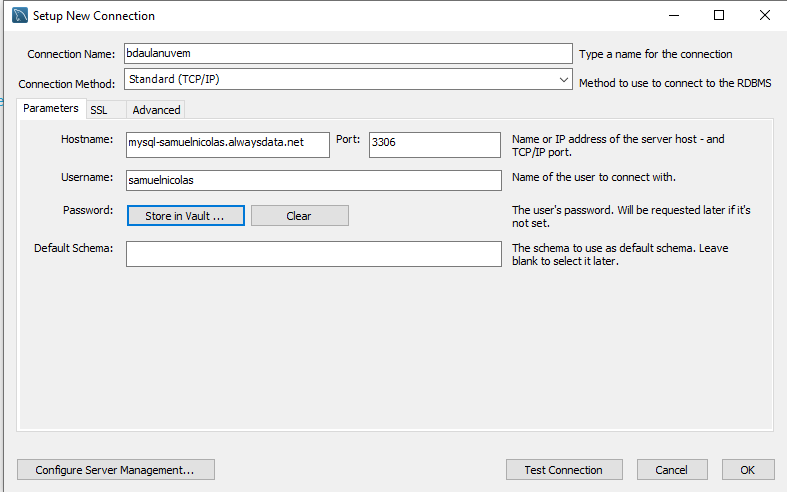 Setup New Connection
Connection Name: bdaulanuvem Type a name for the connection
Connection Method: Standard (TCP/IP) Method to use to connect to the RDBMS
Parameters SSL Advanced
Hostname: mysql-samuelnicolas.alwaysdata.net Port: 3306 Name or IP address of the server host - and
TCP/IP port.
Username: samuelnicolas Name of the user to connect with.
Password: Store in Vault ... Clear The user's password. Will be requested later if it's
not set.
Default Schema: The schema to use as default schema. Leave
blank to select it later.
Configure Server Management... Test Connection Cancel OK